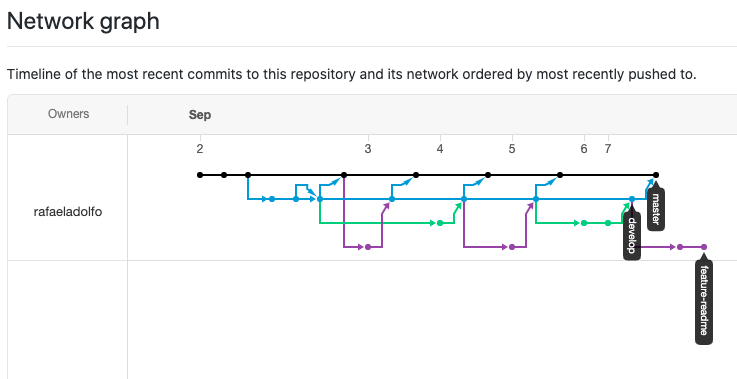 Network graph
Timeline of the most recent commits to this repository and its network ordered by most recently pushed to.
Owners Sep
2 3 4 5 6 7
rafaeladolfo
master
develop
feature-readme